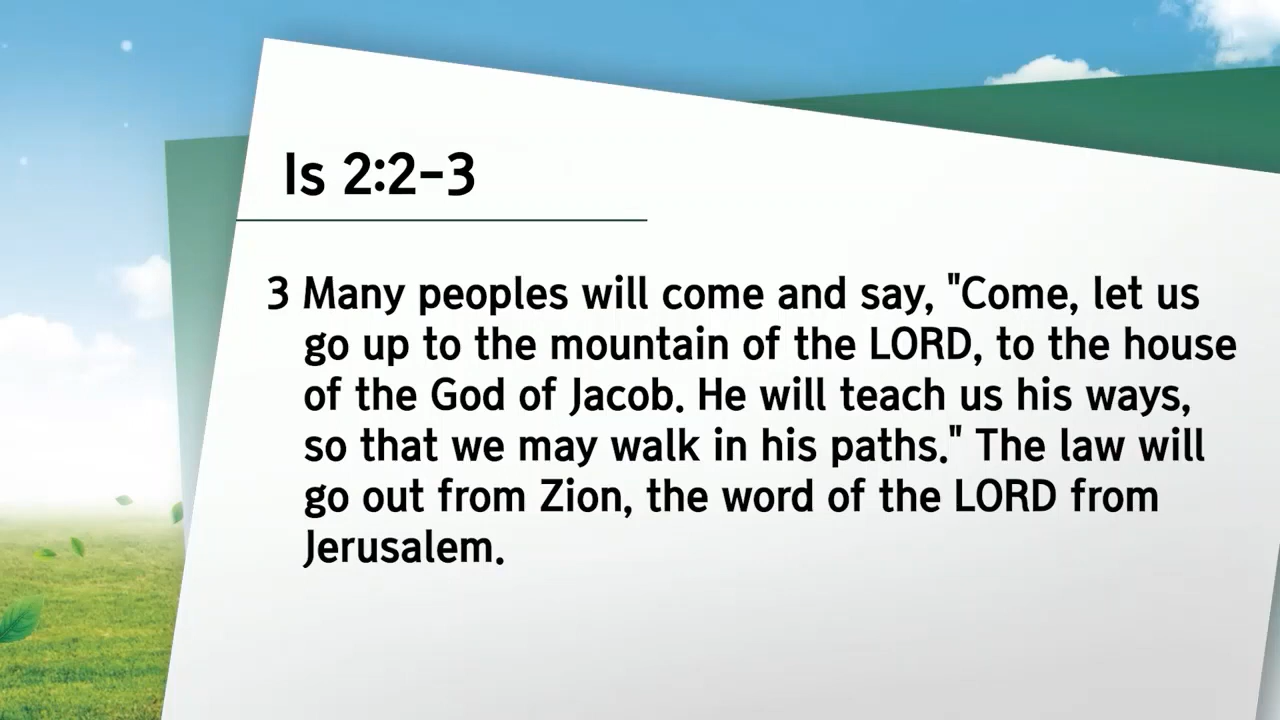 Is 2:2-3
3 Many peoples will come and say, "Come, let us
go up to the mountain of the LORD, to the house
of the God of Jacob. He will teach us his ways,
so that we may walk in his paths." The law will
go out from Zion, the word of the LORD from
Jerusalem.